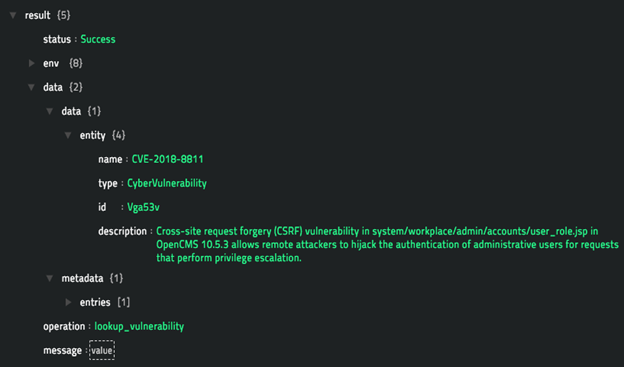 result {5}
status : Success
env {8}
data {2}
data {1}
entity {4}
name : CVE-2018-8811
type : CyberVulnerability
id : Vga53v
description : Cross-site request forgery (CSRF) vulnerability in system/workplace/admin/accounts/user_role.jsp in
OpenCMS 10.5.3 allows remote attackers to hijack the authentication of administrative users for requests
that perform privilege escalation.
metadata {1}
entries [1]
operation : lookup_vulnerability
message : value